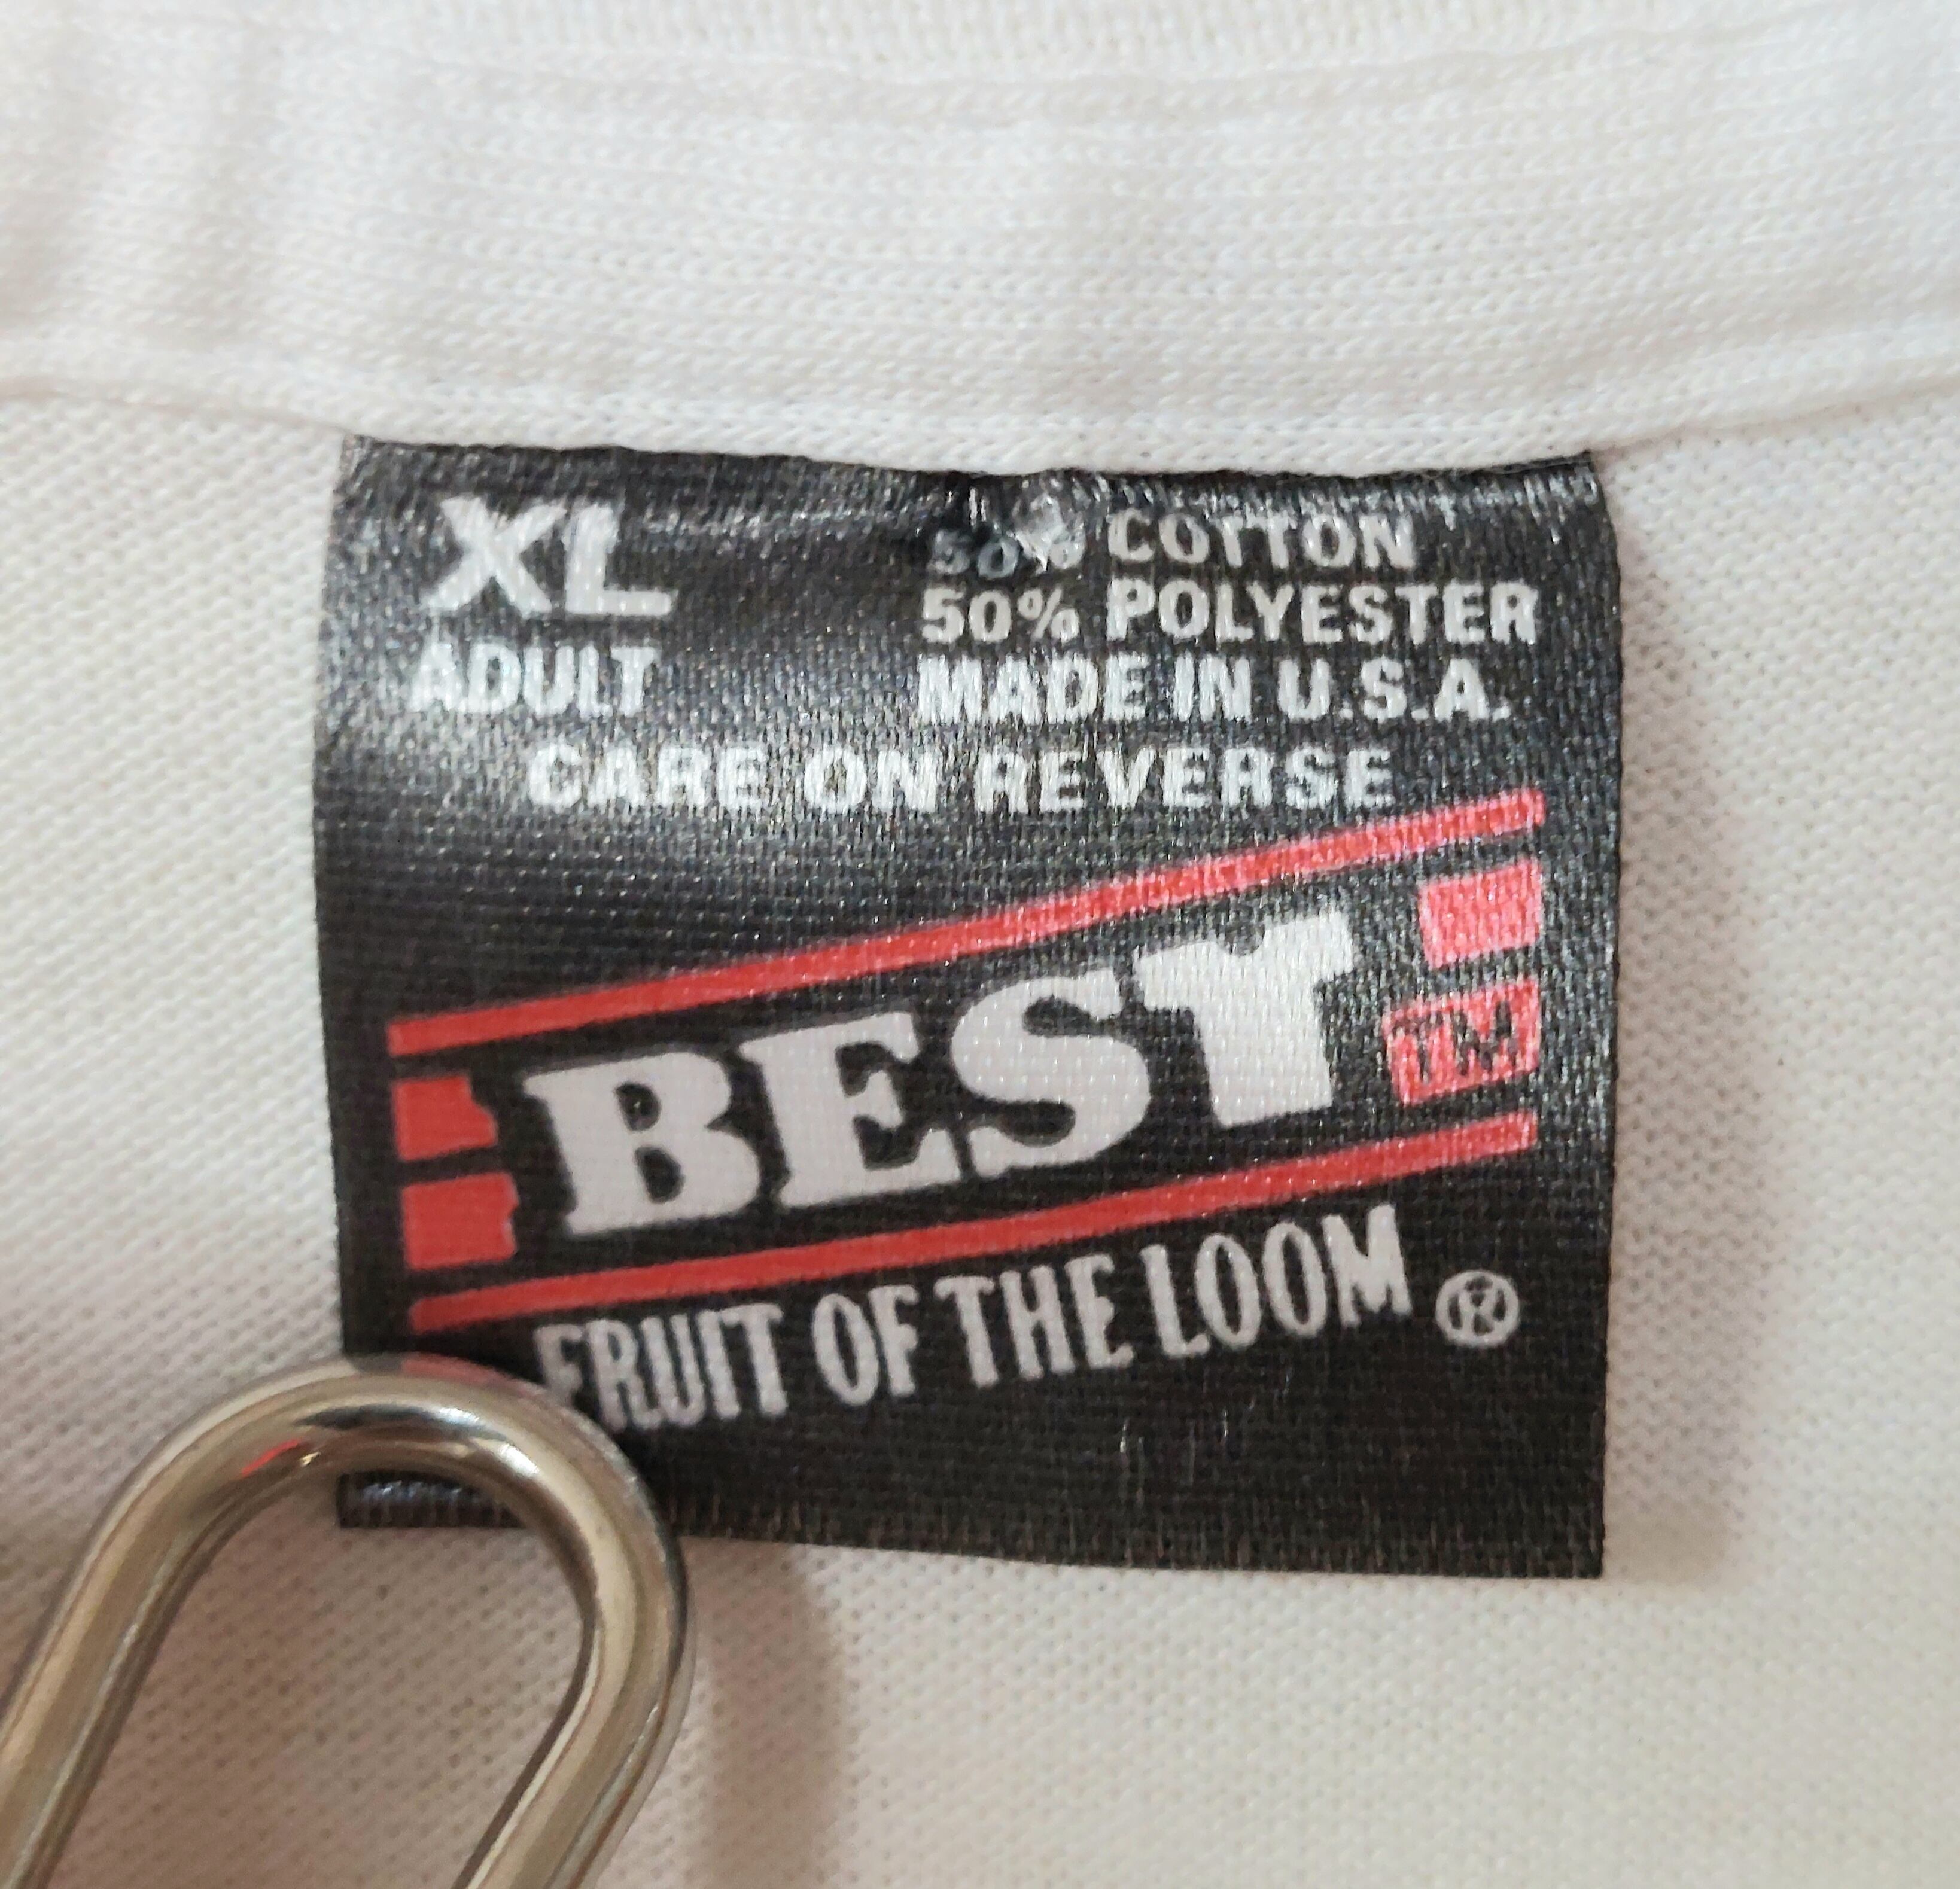 XL
ADULT
50% COTTON
50% POLYESTER
MADE IN U.S.A.
CARE ON REVERSE
BEST
TM
FRUIT OF THE LOOM ®